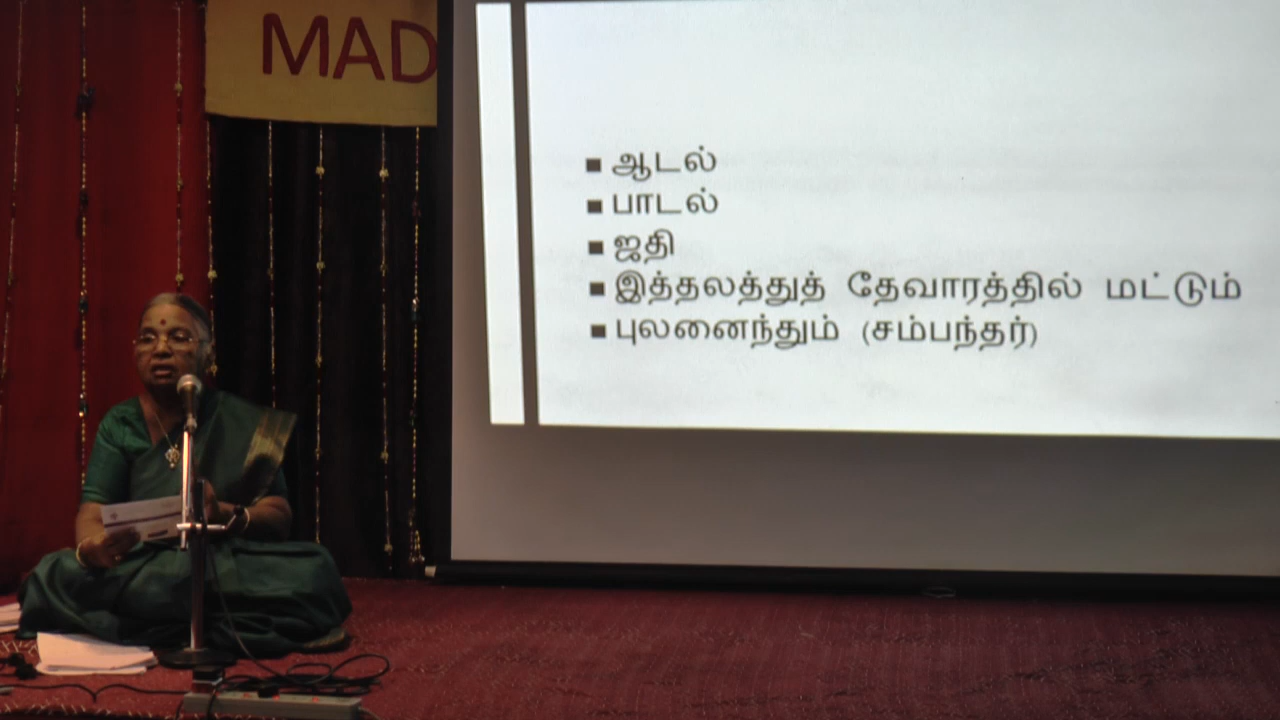 MAD
▪ ஆடல்
▪ பாடல்
▪ ஜதி
▪ இத்தலத்துத் தேவாரத்தில் மட்டும்
▪ புலனைந்தும் (சம்பந்தர்)